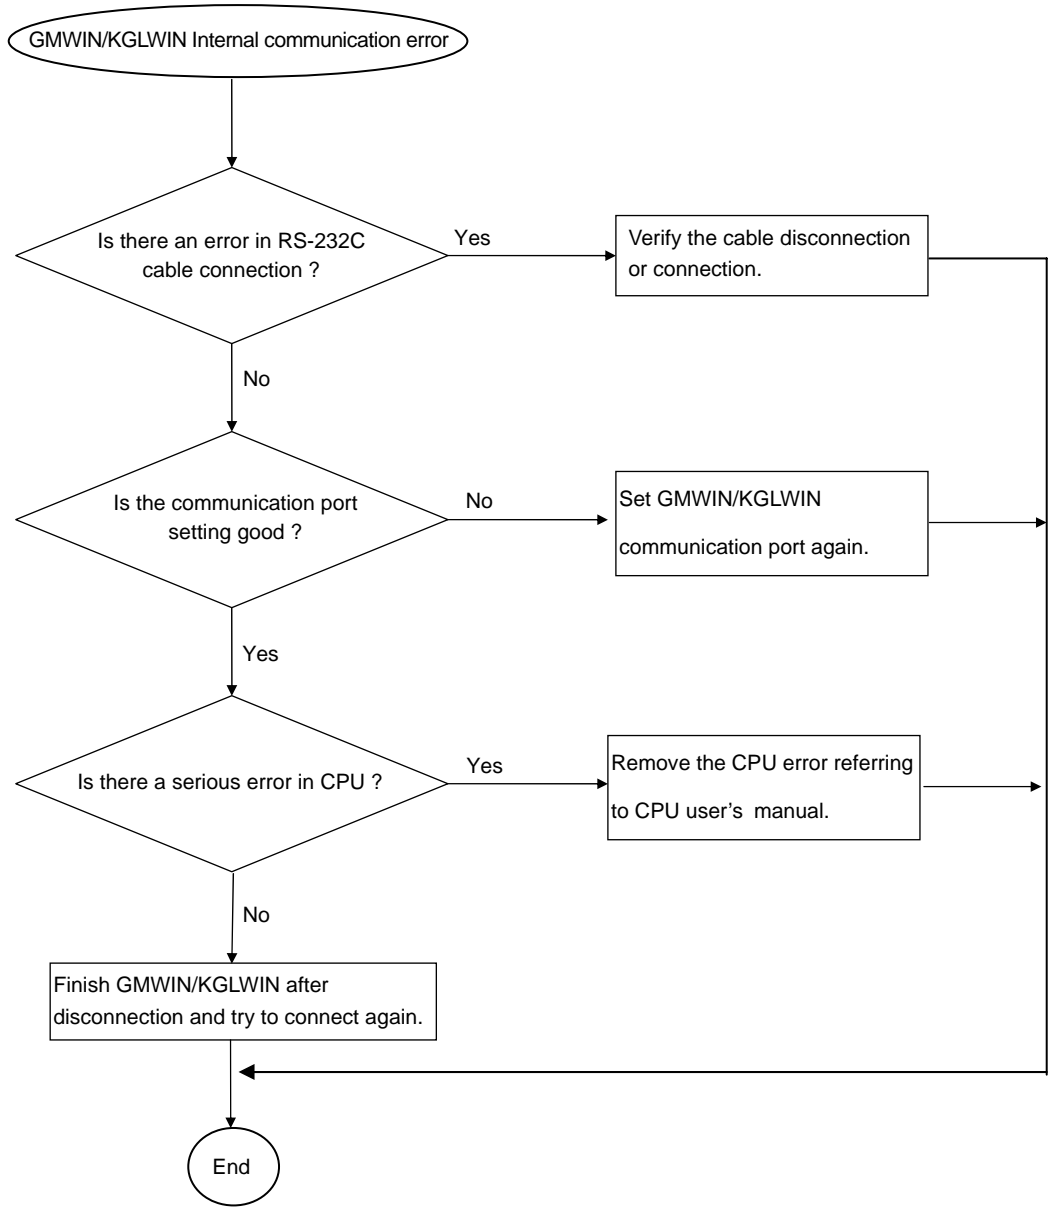 GMWIN/KGLWIN Internal communication error
Is there an error in RS-232C
cable connection ?
Yes
Verify the cable disconnection
or connection.
No
Is the communication port
setting good ?
No
Set GMWIN/KGLWIN
communication port again.
Yes
Is there a serious error in CPU ?
Yes
Remove the CPU error referring
to CPU user's manual.
No
Finish GMWIN/KGLWIN after
disconnection and try to connect again.
End